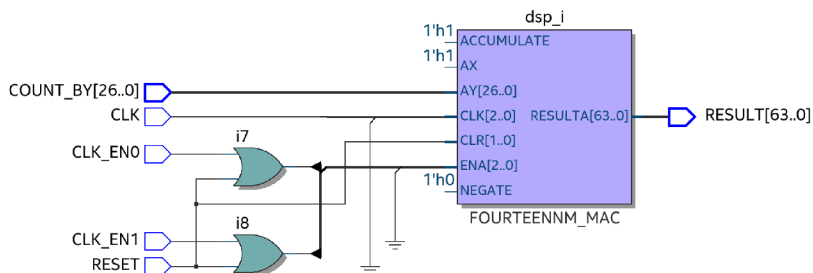 dsp_i
1'h1
ACCUMULATE
1'h1
AX
COUNT_BY[26..0]
AY[26..0]
CLK
CLK[2..0]
RESULTA[63..0]
RESULT[63..0]
i7
CLR[1..0]
CLK_EN0
ENA[2..0]
1'h0
NEGATE
FOURTEENNM_MAC
i8
CLK_EN1
RESET